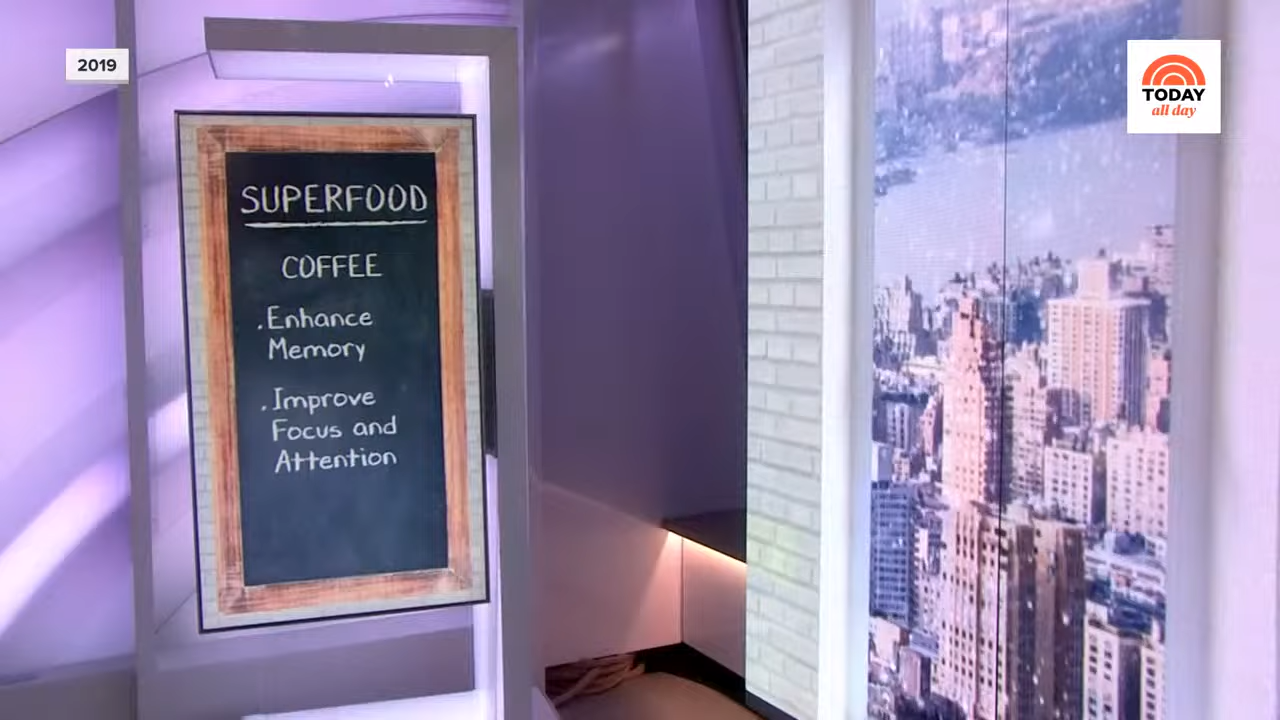 2019
TODAY
all day
SUPERFOOD
COFFEE
.Enhance
Memory
.Improve
Focus and
Attention